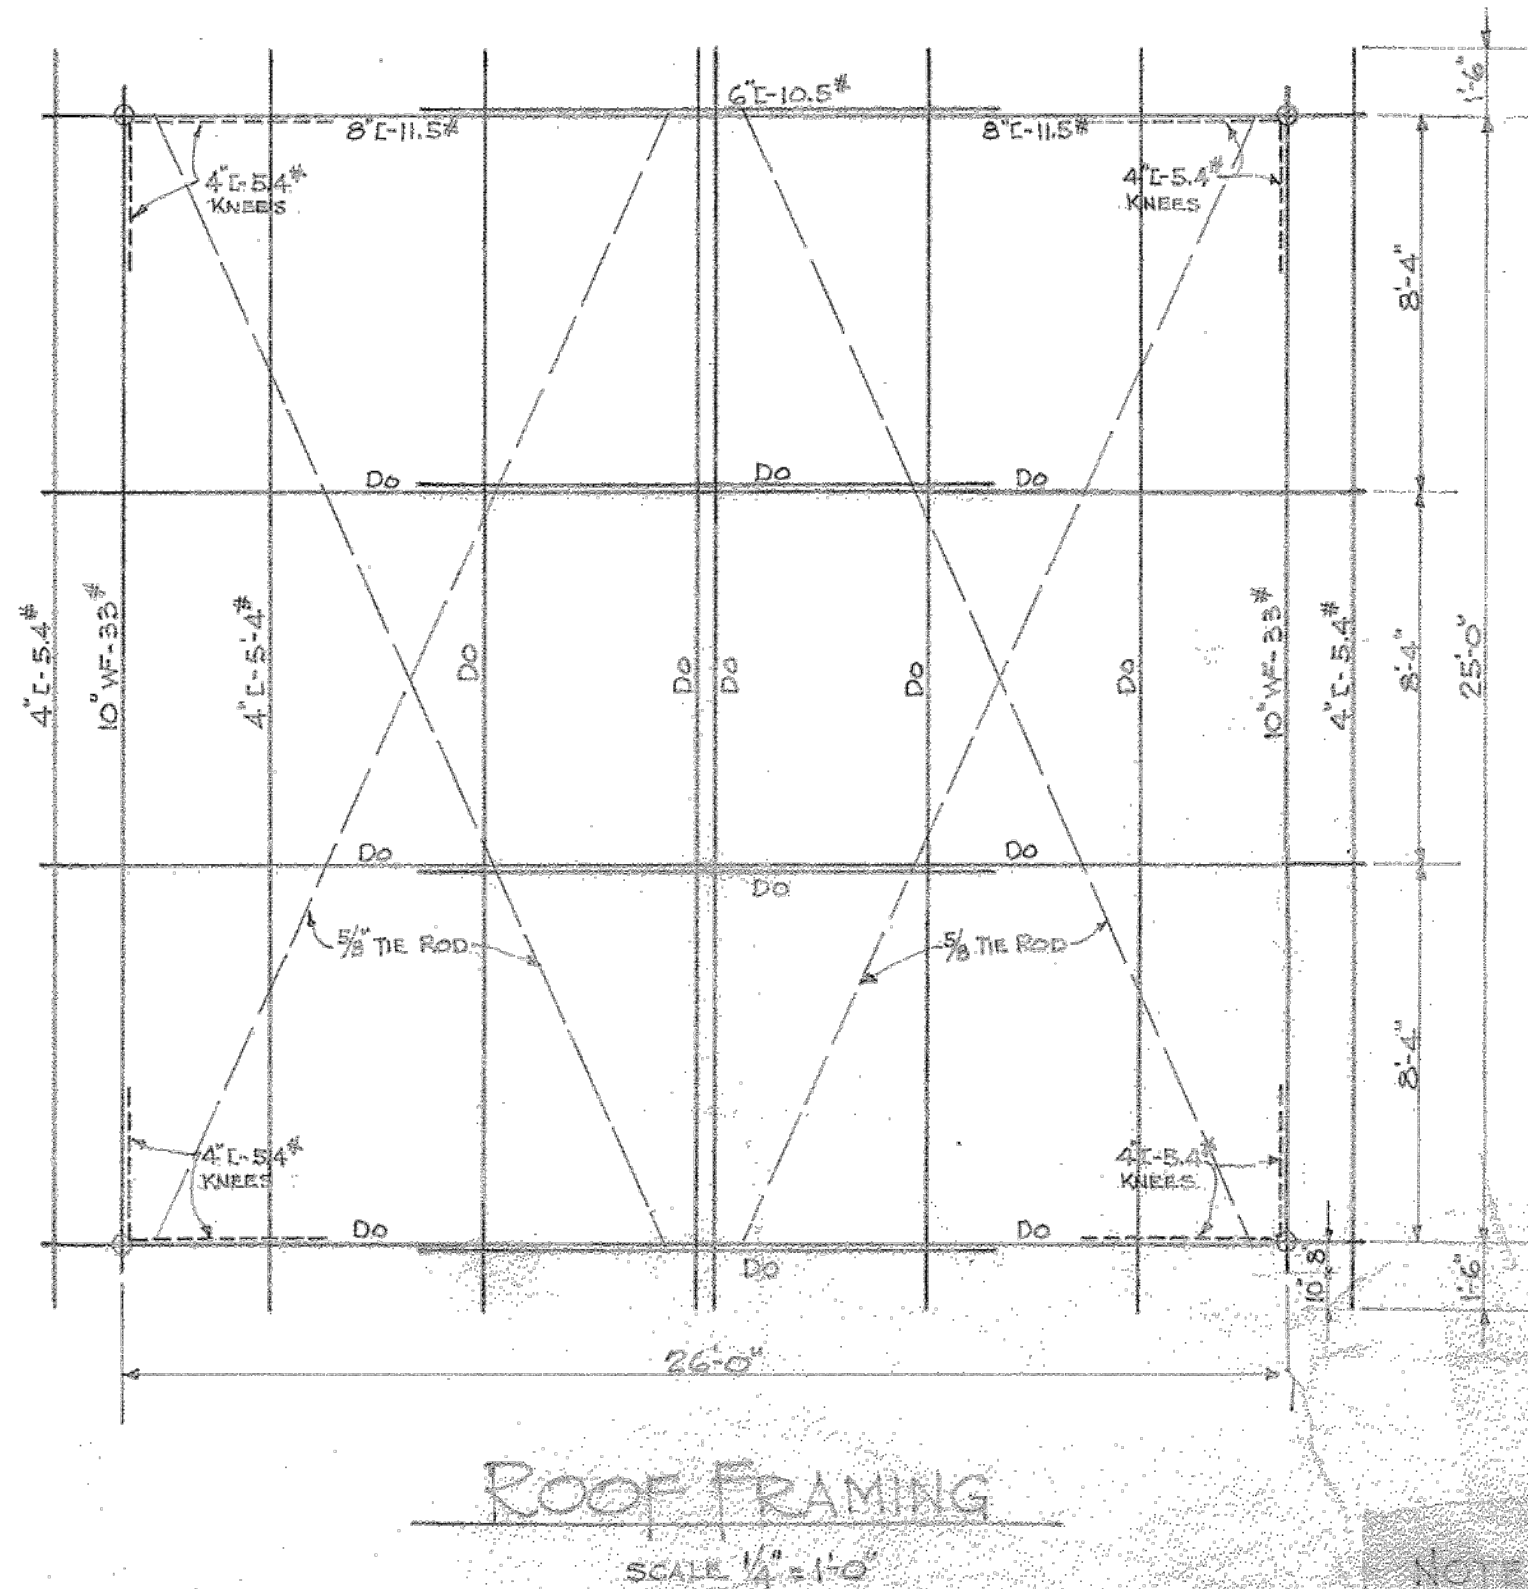 6"[-10.5#
1'-6"
8"[-11.5#
8"[-11.5#
4"[-5.4#
KNEES
4"[-5.4#
KNEES
8'-4"
Do
Do
Do
4"[-5.4#
10" WF-33#
4"[-5'-4#
Do
Do
Do
Do
Do
10" WF-33#
4"[-5.4#
8'-4"
25'-0"
Do
Do
Do
5/8" TIE ROD
5/8 TIE ROD
8'-4"
4"[-5.4#
KNEES
4"[-5.4#
KNEES
Do
Do
Do
10"
8
1'-6"
26'-0"
ROOF FRAMING
SCALE 1/4" = 1'-0"
NOTE